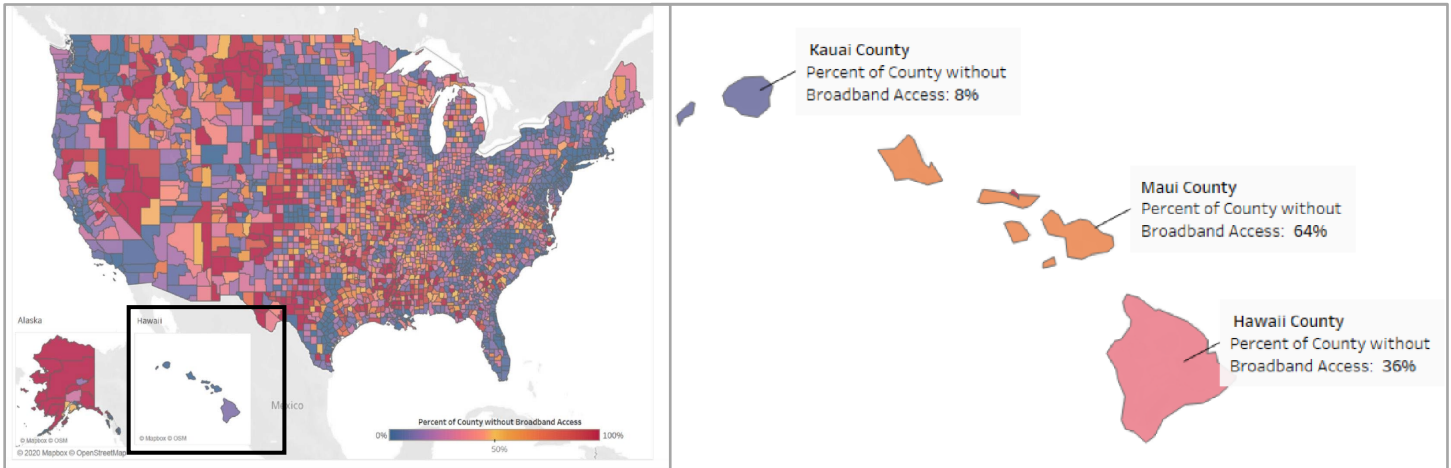 Alaska
Hawaii
Mexico
© Mapbox © OSM
© Mapbox © OSM
© 2020 Mapbox © OpenStreetMap
Percent of County without Broadband Access
0%
50%
100%
Kauai County
Percent of County without
Broadband Access: 8%
Maui County
Percent of County without
Broadband Access: 64%
Hawaii County
Percent of County without
Broadband Access: 36%